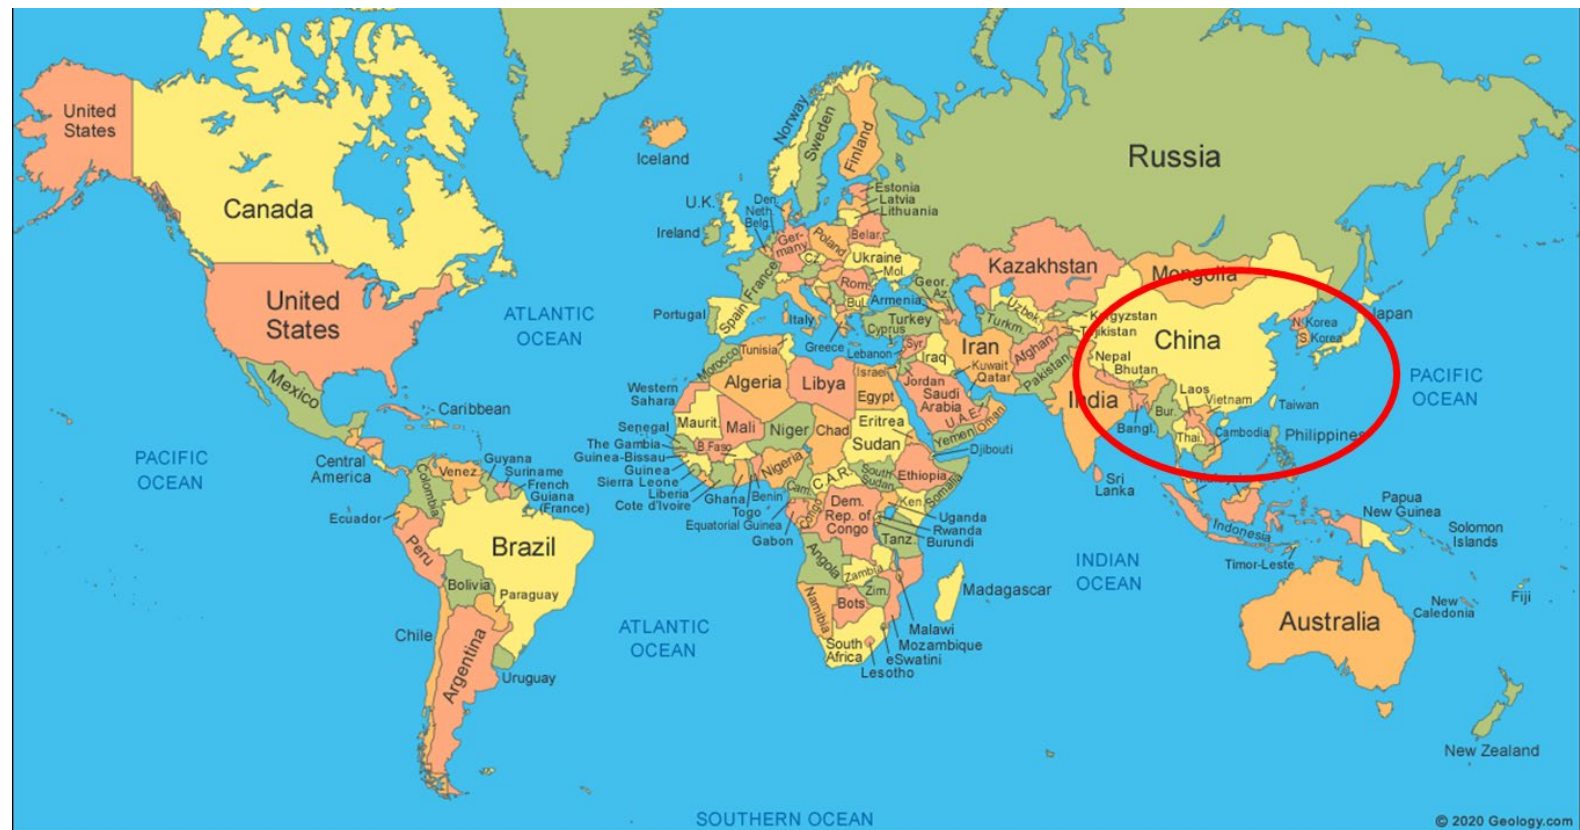 United
States
Canada
United
States
Mexico
Caribbean
Central
America
Venez.
Guyana
Suriname
French
Guiana
(France)
Colombia
Ecuador
Peru
Brazil
Bolivia
Paraguay
Chile
Argentina
Uruguay
PACIFIC
OCEAN
ATLANTIC
OCEAN
ATLANTIC
OCEAN
SOUTHERN OCEAN
Iceland
Norway
Sweden
Finland
Russia
Estonia
Latvia
Lithuania
U.K.
Ireland
Den.
Neth.
Belg.
Ger-
many
Poland
Belar.
Cz.
Ukraine
Mol.
France
Rom.
Bul.
Portugal
Spain
Italy
Greece
Geor.
Az.
Armenia
Turkey
Cyprus
Lebanon
Syr.
Israel
Iraq
Iran
Jordan
Kuwait
Qatar
Saudi
Arabia
U.A.E.
Oman
Yemen
Kazakhstan
Uzbek.
Turkm.
Kyrgyzstan
Tajikistan
Afghan.
Pakistan
Mongolia
China
N. Korea
S. Korea
Japan
Nepal
Bhutan
India
Bangl.
Bur.
Laos
Vietnam
Thai.
Cambodia
Taiwan
Philippines
Sri
Lanka
Indonesia
Timor-Leste
Papua
New Guinea
Solomon
Islands
Fiji
New
Caledonia
Australia
New Zealand
PACIFIC
OCEAN
INDIAN
OCEAN
Morocco
Tunisia
Algeria
Libya
Egypt
Western
Sahara
Maurit.
Mali
Niger
Chad
Sudan
Eritrea
Djibouti
Senegal
The Gambia
Guinea-Bissau
Guinea
Sierra Leone
Liberia
Cote d'Ivoire
B.Faso
Ghana
Togo
Benin
Nigeria
Cam.
C.A.R.
South
Sudan
Ethiopia
Somalia
Equatorial Guinea
Gabon
Congo
Dem.
Rep. of
Congo
Ken.
Uganda
Rwanda
Burundi
Tanz.
Angola
Zambia
Malawi
Mozambique
Zim.
Bots.
Namibia
South
Africa
eSwatini
Lesotho
Madagascar
© 2020 Geology.com